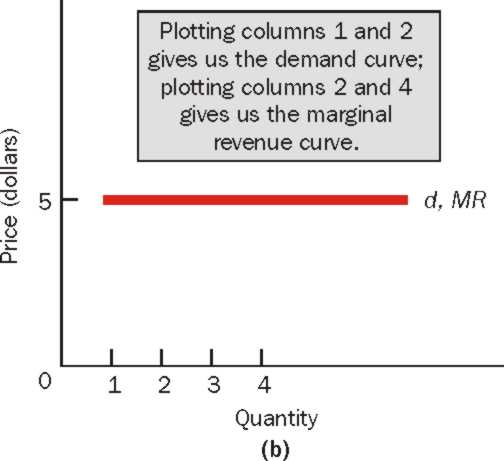 Plotting columns 1 and 2
gives us the demand curve;
plotting columns 2 and 4
gives us the marginal
revenue curve.
Price (dollars)
5
d, MR
0
1 2 3 4
Quantity
(b)